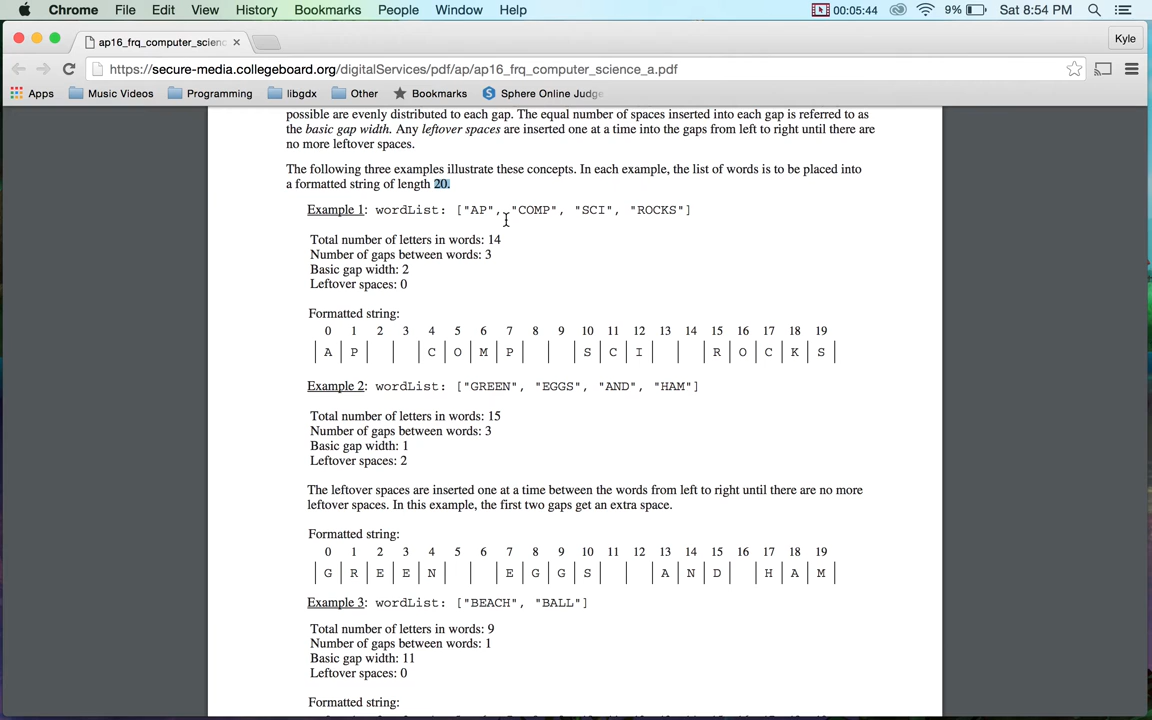 Chrome File Edit View History Bookmarks People Window Help 00:05:44 9% Sat 8:54 PM
ap16_frq_computer_scienc × Kyle
https://secure-media.collegeboard.org/digitalServices/pdf/ap/ap16_frq_computer_science_a.pdf
Apps Music Videos Programming libgdx Other Bookmarks Sphere Online Judge
possible are evenly distributed to each gap. The equal number of spaces inserted into each gap is referred to as
the basic gap width. Any leftover spaces are inserted one at a time into the gaps from left to right until there are
no more leftover spaces.
The following three examples illustrate these concepts. In each example, the list of words is to be placed into
a formatted string of length 20.
Example 1: wordList: ["AP", "COMP", "SCI", "ROCKS"]
Total number of letters in words: 14
Number of gaps between words: 3
Basic gap width: 2
Leftover spaces: 0
Formatted string:
0 1 2 3 4 5 6 7 8 9 10 11 12 13 14 15 16 17 18 19
A P C O M P S C I R O C K S
Example 2: wordList: ["GREEN", "EGGS", "AND", "HAM"]
Total number of letters in words: 15
Number of gaps between words: 3
Basic gap width: 1
Leftover spaces: 2
The leftover spaces are inserted one at a time between the words from left to right until there are no more
leftover spaces. In this example, the first two gaps get an extra space.
Formatted string:
0 1 2 3 4 5 6 7 8 9 10 11 12 13 14 15 16 17 18 19
G R E E N E G G S A N D H A M
Example 3: wordList: ["BEACH", "BALL"]
Total number of letters in words: 9
Number of gaps between words: 1
Basic gap width: 11
Leftover spaces: 0
Formatted string: